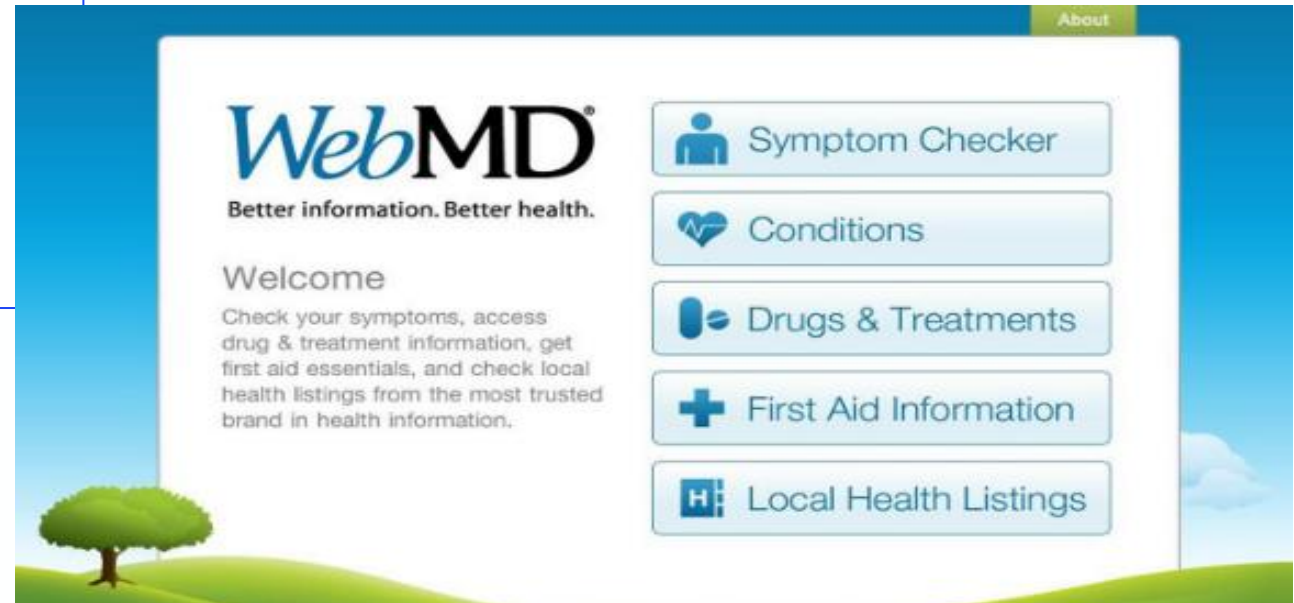 About
WebMD®
Better information. Better health.
Welcome
Check your symptoms, access
drug & treatment information, get
first aid essentials, and check local
health listings from the most trusted
brand in health information.
Symptom Checker
Conditions
Drugs & Treatments
First Aid Information
H
Local Health Listings